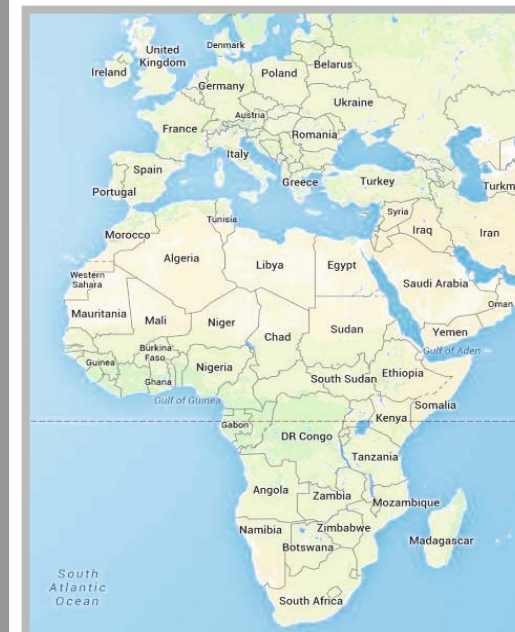 Denmark
United
Kingdom
Ireland
Belarus
Poland
Germany
Ukraine
Austria
France
Romania
Italy
Spain
Greece
Turkey
Portugal
Turkm
Tunisia
Syria
Morocco
Iraq
Iran
Algeria
Libya
Egypt
Western
Sahara
Saudi Arabia
Oman
Mauritania
Mali
Niger
Chad
Sudan
Yemen
Gulf of Aden
Burkina
Faso
Guinea
Nigeria
Ethiopia
South Sudan
Ghana
Gulf of Guinea
Somalia
Kenya
Gabon
DR Congo
Tanzania
Angola
Zambia
Mozambique
Namibia
Zimbabwe
Madagascar
Botswana
South
Atlantic
Ocean
South Africa